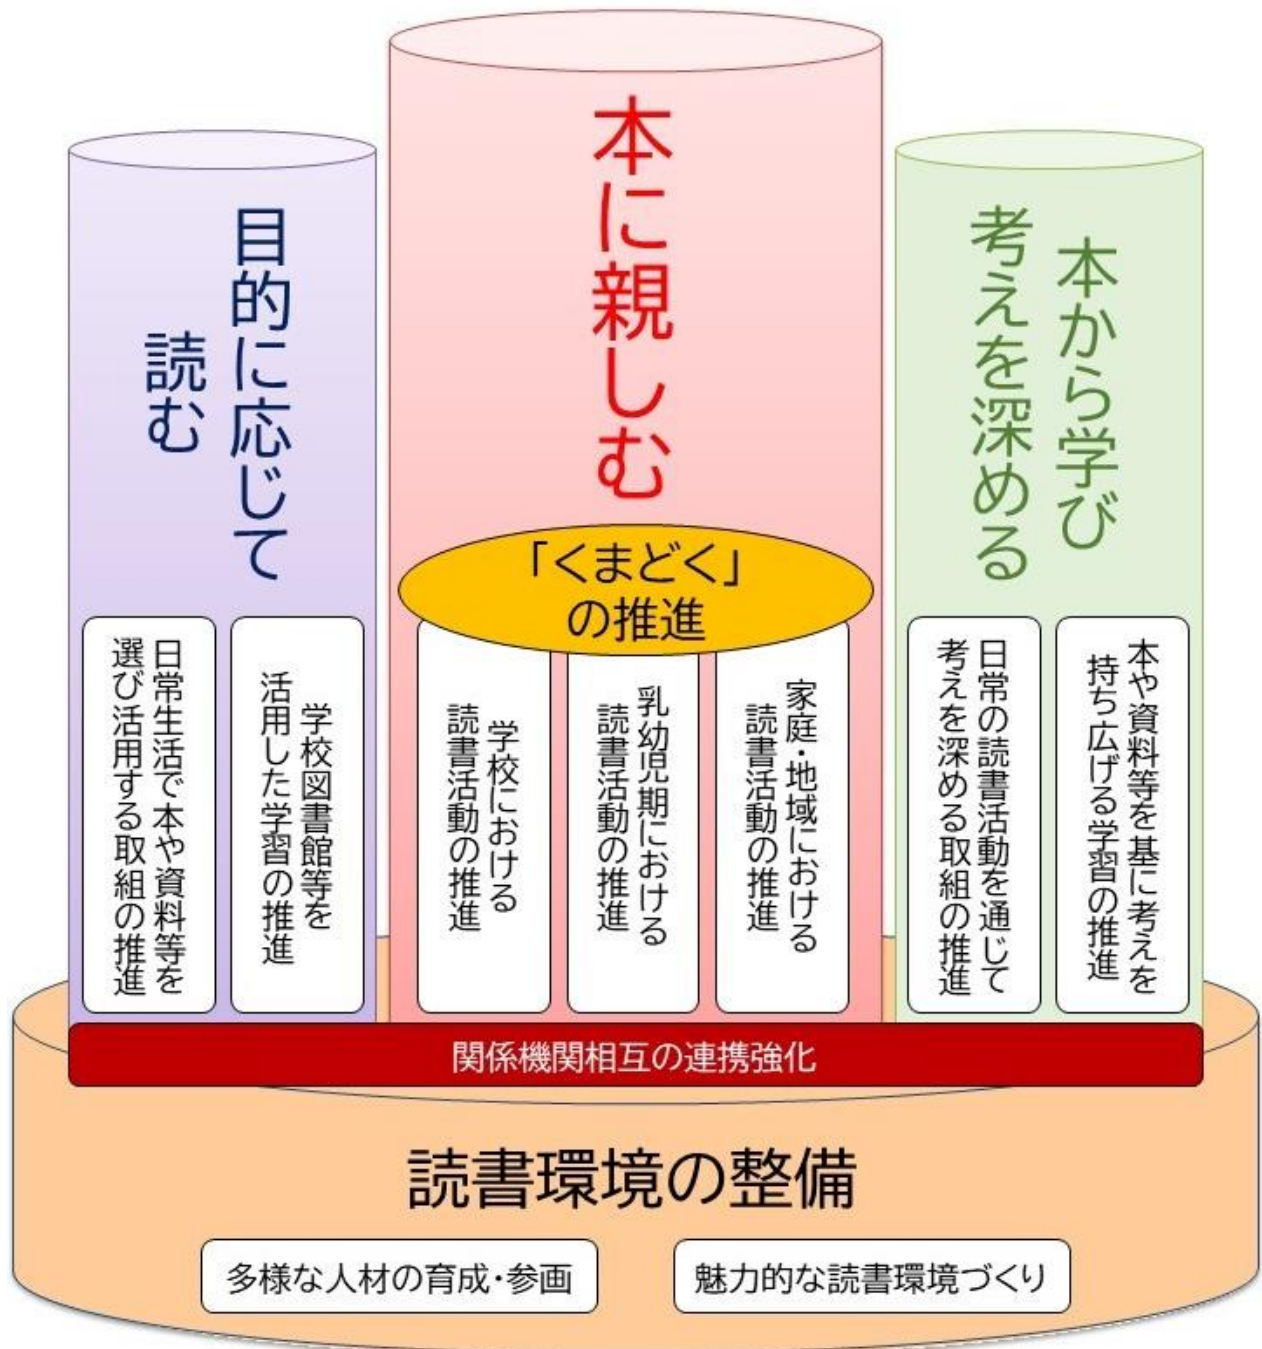 本に親しむ
目的に応じて
読む
本から学び
考えを深める
「くまどく」
の推進
学校図書館等を
活用した学習の推進
日常生活で本や資料等を
選び活用する取組の推進
家庭・地域における
読書活動の推進
乳幼児期における
読書活動の推進
学校における
読書活動の推進
本や資料等を基に考えを
持ち広げる学習の推進
日常の読書活動を通じて
考えを深める取組の推進
関係機関相互の連携強化
読書環境の整備
多様な人材の育成・参画
魅力的な読書環境づくり